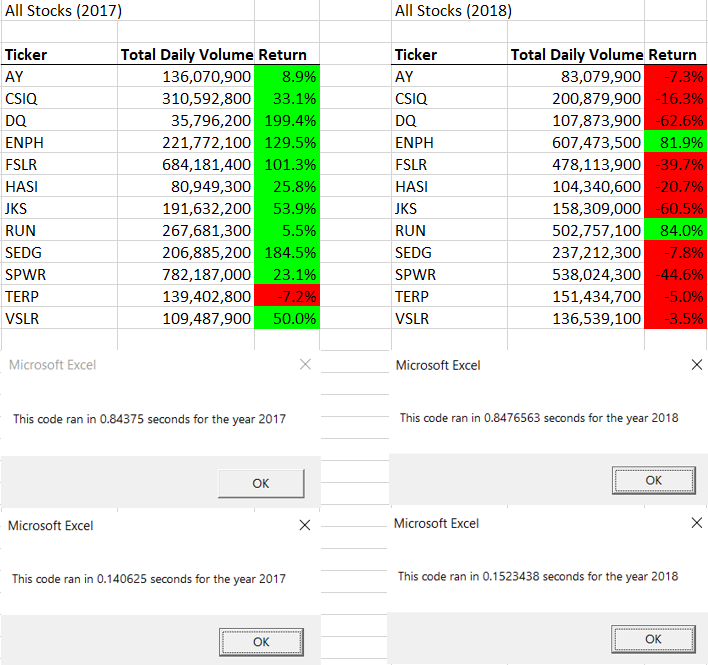 All Stocks (2017)
Ticker Total Daily Volume Return
AY 136,070,900 8.9%
CSIQ 310,592,800 33.1%
DQ 35,796,200 199.4%
ENPH 221,772,100 129.5%
FSLR 684,181,400 101.3%
HASI 80,949,300 25.8%
JKS 191,632,200 53.9%
RUN 267,681,300 5.5%
SEDG 206,885,200 184.5%
SPWR 782,187,000 23.1%
TERP 139,402,800 -7.2%
VSLR 109,487,900 50.0%
All Stocks (2018)
Ticker Total Daily Volume Return
AY 83,079,900 -7.3%
CSIQ 200,879,900 -16.3%
DQ 107,873,900 -62.6%
ENPH 607,473,500 81.9%
FSLR 478,113,900 -39.7%
HASI 104,340,600 -20.7%
JKS 158,309,000 -60.5%
RUN 502,757,100 84.0%
SEDG 237,212,300 -7.8%
SPWR 538,024,300 -44.6%
TERP 151,434,700 -5.0%
VSLR 136,539,100 -3.5%
Microsoft Excel
This code ran in 0.84375 seconds for the year 2017
OK
Microsoft Excel
This code ran in 0.8476563 seconds for the year 2018
OK
Microsoft Excel
This code ran in 0.140625 seconds for the year 2017
OK
Microsoft Excel
This code ran in 0.1523438 seconds for the year 2018
OK